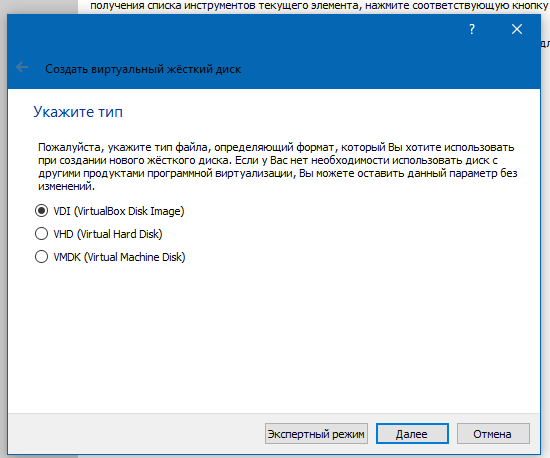 получения списка инструментов текущего элемента, нажмите соответствующую кнопку
?
Создать виртуальный жёсткий диск
Укажите тип
Пожалуйста, укажите тип файла, определяющий формат, который Вы хотите использовать
при создании нового жёсткого диска. Если у Вас нет необходимости использовать диск с
другими продуктами программной виртуализации, Вы можете оставить данный параметр без
изменений.
VDI (VirtualBox Disk Image)
VHD (Virtual Hard Disk)
VMDK (Virtual Machine Disk)
Экспертный режим
Далее
Отмена